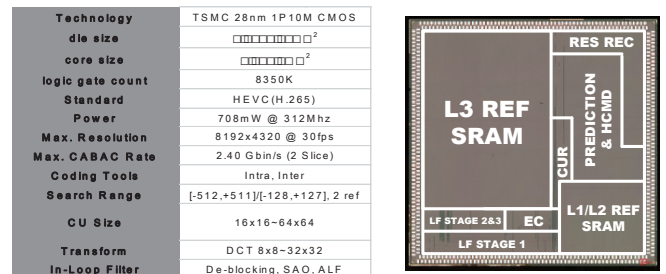 Technology TSMC 28nm 1P10M CMOS
die size
core size
logic gate count 8350K
Standard HEVC(H.265)
Power 708mW @ 312Mhz
Max. Resolution 8192x4320 @ 30fps
Max. CABAC Rate 2.40 Gbin/s (2 Slice)
Coding Tools Intra, Inter
Search Range [-512,+511]/[-128,+127], 2 ref
CU Size 16x16~64x64
Transform DCT 8x8~32x32
In-Loop Filter De-blocking, SAO, ALF
RES REC
L3 REF
SRAM
PREDICTION
& HCMD
CUR
L1/L2 REF
SRAM
LF STAGE 2&3
EC
LF STAGE 1